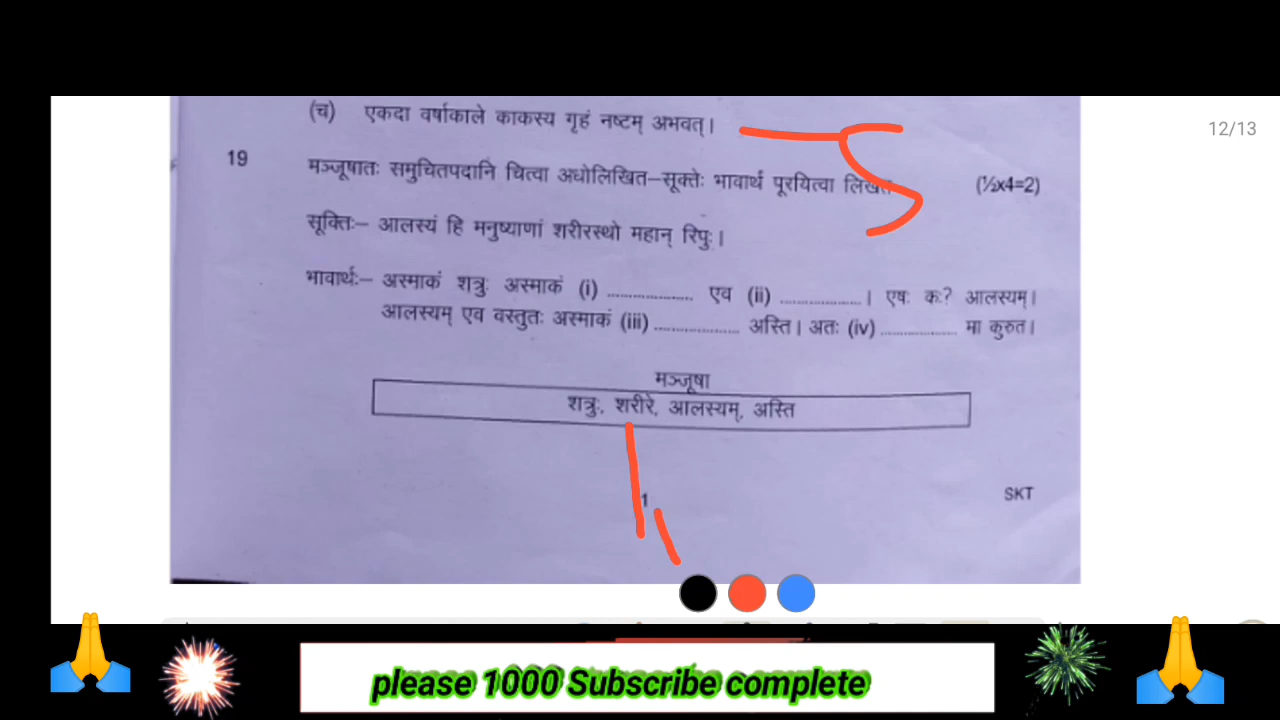 12/13
(च) एकदा वर्षाकाले काकस्य गृहं नष्टम् अभवत्।
19 मञ्जूषातः समुचितपदानि चित्वा अधोलिखित–सूक्तेः भावार्थं पूरयित्वा लिखत (½x4=2)
सूक्तिः– आलस्यं हि मनुष्याणां शरीरस्थो महान् रिपुः।
भावार्थः– अस्माकं शत्रुः अस्माकं (i) .................. एव (ii) ..................। एषः कः? आलस्यम्।
आलस्यम् एव वस्तुतः अस्माकं (iii) .................. अस्ति। अतः (iv) .................. मा कुरुत।
मञ्जूषा
शत्रुः, शरीरे, आलस्यम्, अस्ति
1
SKT
please 1000 Subscribe complete